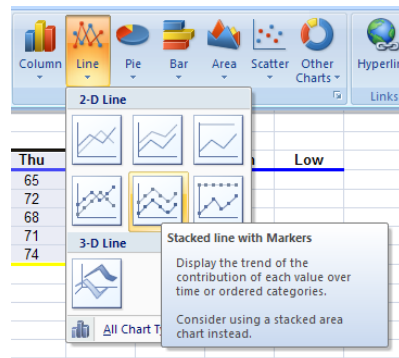 Column Line Pie Bar Area Scatter Other Charts
Links
2-D Line
Thu Low
65
72
68
71
74
3-D Line
Stacked line with Markers
Display the trend of the
contribution of each value over
time or ordered categories.
Consider using a stacked area
chart instead.
All Chart